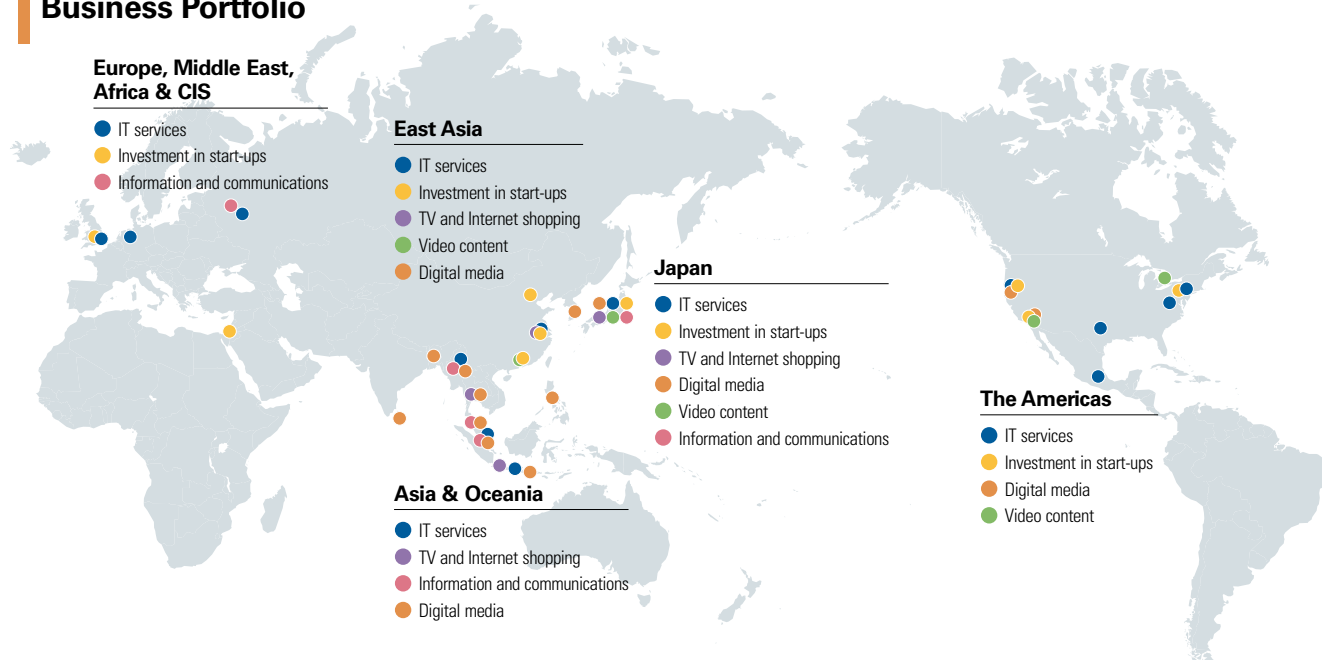 Business Portfolio
Europe, Middle East,
Africa & CIS
IT services
Investment in start-ups
Information and communications
East Asia
IT services
Investment in start-ups
TV and Internet shopping
Video content
Digital media
Japan
IT services
Investment in start-ups
TV and Internet shopping
Digital media
Video content
Information and communications
The Americas
IT services
Investment in start-ups
Digital media
Video content
Asia & Oceania
IT services
TV and Internet shopping
Information and communications
Digital media